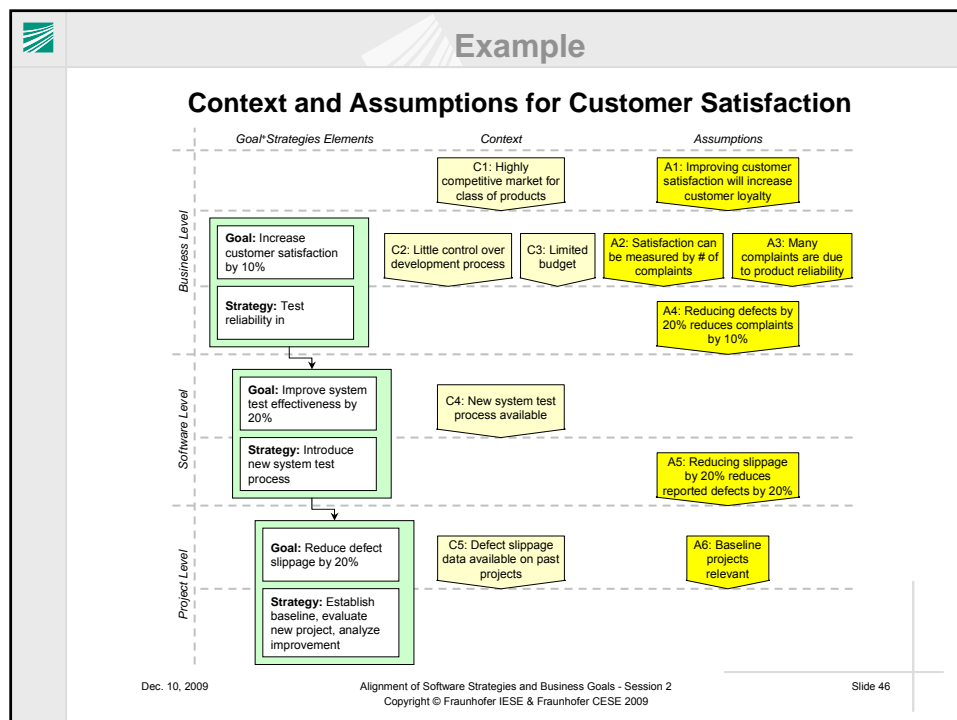 Example
Context and Assumptions for Customer Satisfaction
Goal+Strategies Elements
Context
Assumptions
Business Level
C1: Highly
competitive market for
class of products
A1: Improving customer
satisfaction will increase
customer loyalty
Goal: Increase
customer satisfaction
by 10%
C2: Little control over
development process
C3: Limited
budget
A2: Satisfaction can
be measured by # of
complaints
A3: Many
complaints are due
to product reliability
Strategy: Test
reliability in
A4: Reducing defects by
20% reduces complaints
by 10%
Software Level
Goal: Improve system
test effectiveness by
20%
C4: New system test
process available
Strategy: Introduce
new system test
process
A5: Reducing slippage
by 20% reduces
reported defects by 20%
Project Level
Goal: Reduce defect
slippage by 20%
C5: Defect slippage
data available on past
projects
A6: Baseline
projects
relevant
Strategy: Establish
baseline, evaluate
new project, analyze
improvement
Dec. 10, 2009
Alignment of Software Strategies and Business Goals - Session 2
Copyright © Fraunhofer IESE & Fraunhofer CESE 2009
Slide 46